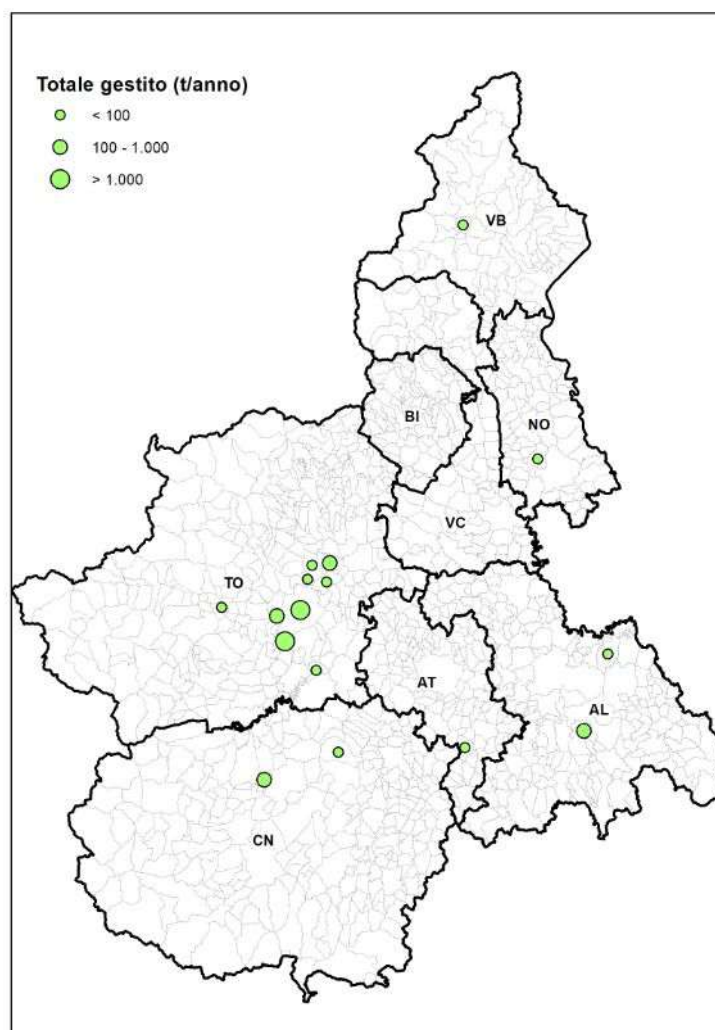 Totale gestito (t/anno)
< 100
100 - 1.000
> 1.000
VB
BI
NO
VC
TO
AT
AL
CN